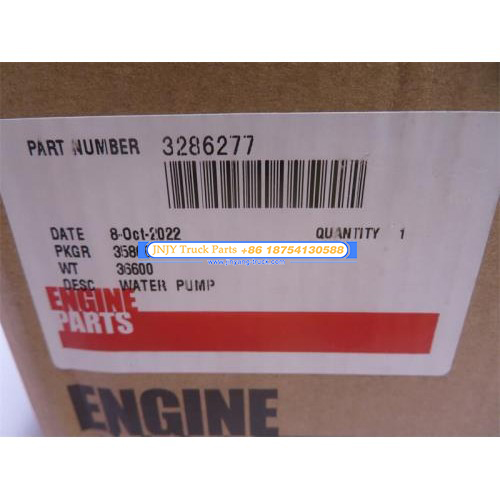 PART NUMBER 3286277
DATE 8-Oct-2022 QUANTITY 1
PKGR
JNJY Truck Parts +86 18754130588
WT 36600
DESC WATER PUMP
ENGINE
PARTS
ENGINE